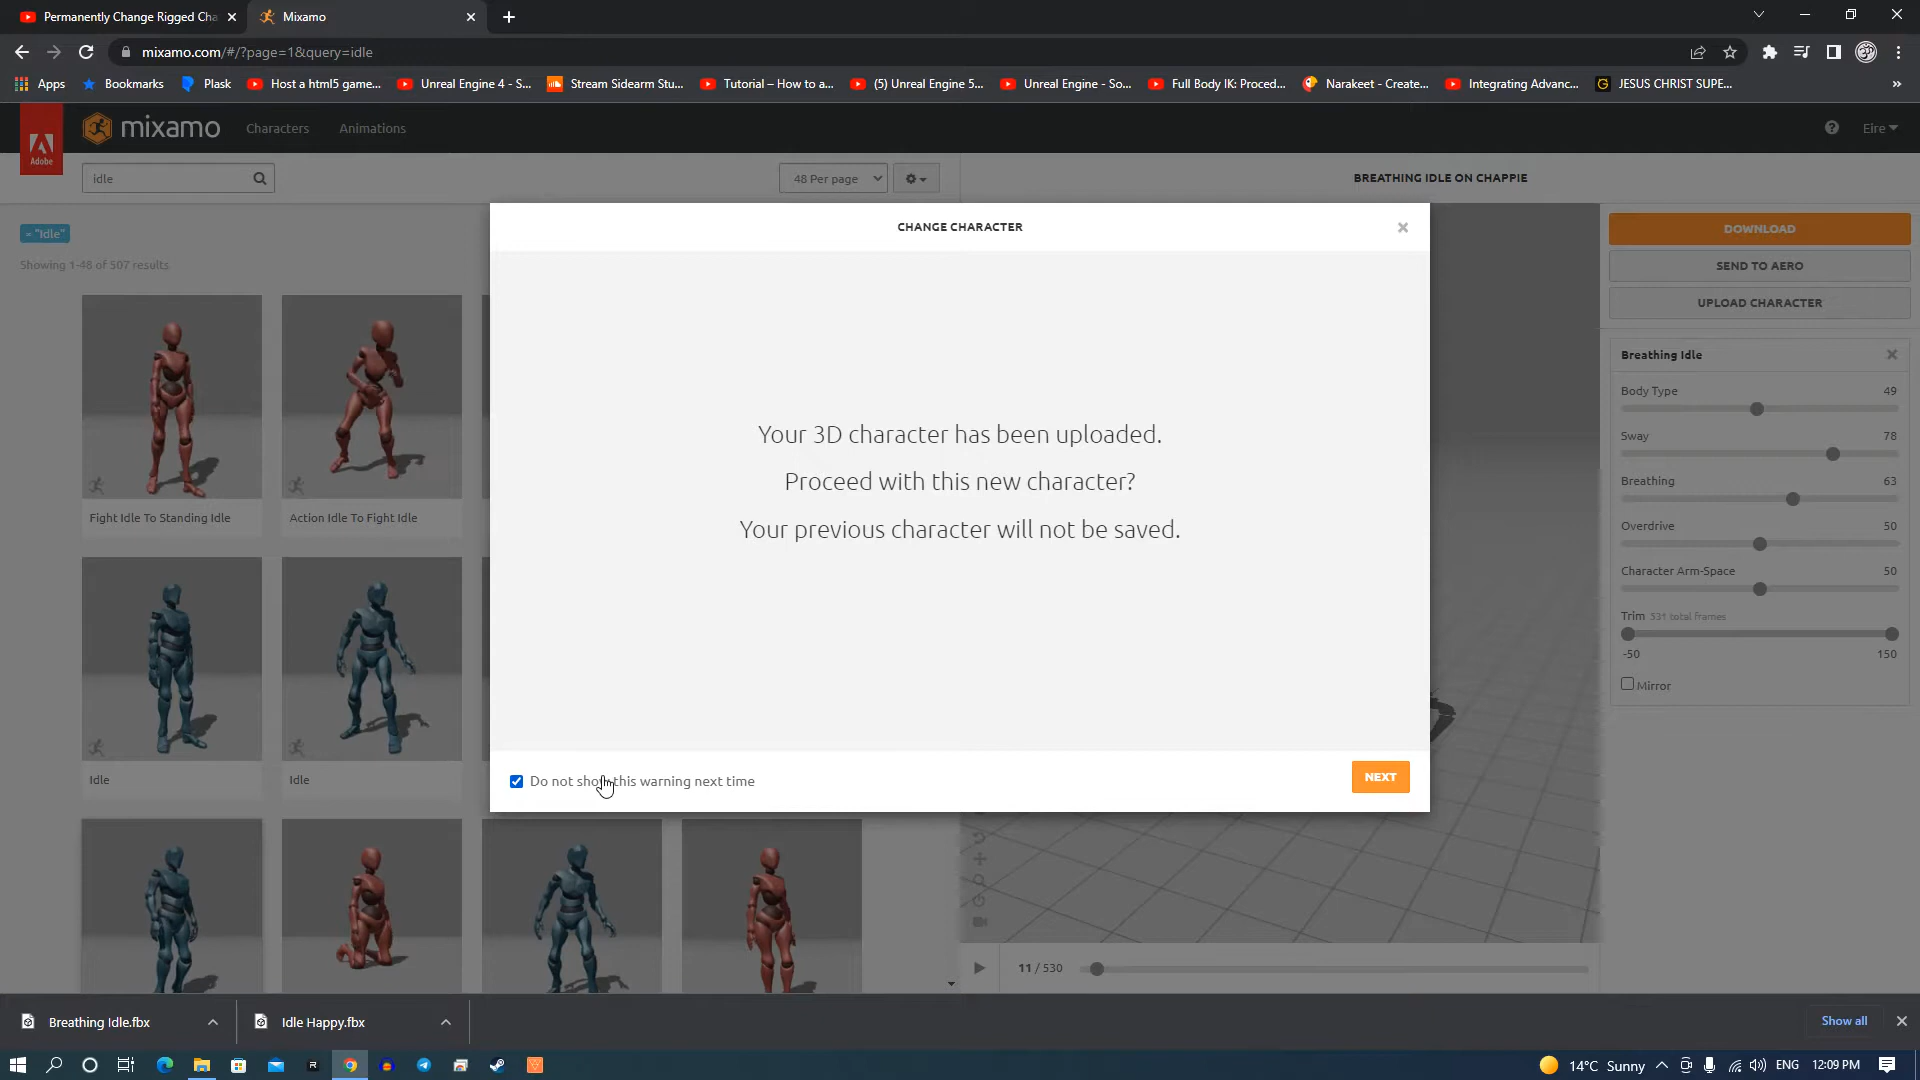 Permanently Change Rigged Cha
Mixamo
mixamo.com/#/?page=1&query=idle
Apps
Bookmarks
Plask
Host a html5 game...
Unreal Engine 4 - S...
Stream Sidearm Stu...
Tutorial – How to a...
(5) Unreal Engine 5...
Unreal Engine - So...
Full Body IK: Proced...
Narakeet - Create...
Integrating Advanc...
JESUS CHRIST SUPE...
»
Adobe
mixamo
Characters
Animations
Eire
idle
48 Per page
BREATHING IDLE ON CHAPPIE
= "Idle"
Showing 1-48 of 507 results
CHANGE CHARACTER
Your 3D character has been uploaded.
Proceed with this new character?
Your previous character will not be saved.
Do not show this warning next time
NEXT
Fight Idle To Standing Idle
Action Idle To Fight Idle
Idle
Idle
DOWNLOAD
SEND TO AERO
UPLOAD CHARACTER
Breathing Idle
Body Type 49
Sway 78
Breathing 63
Overdrive 50
Character Arm-Space 50
Trim 531 total frames
-50 150
Mirror
11 / 530
Breathing Idle.fbx
Idle Happy.fbx
Show all
14°C Sunny
ENG
12:09 PM